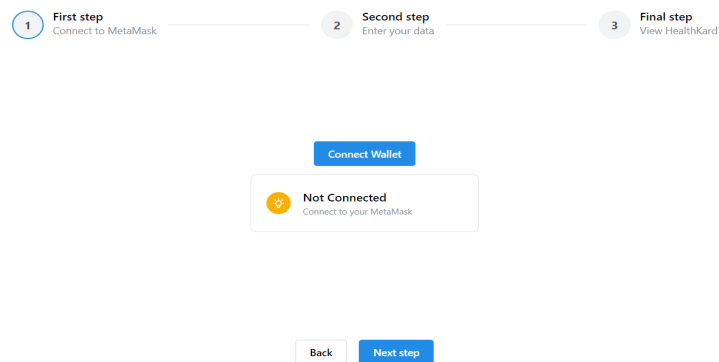 1
First step
Connect to MetaMask
2
Second step
Enter your data
3
Final step
View HealthKard
Connect Wallet
Not Connected
Connect to your MetaMask
Back
Next step